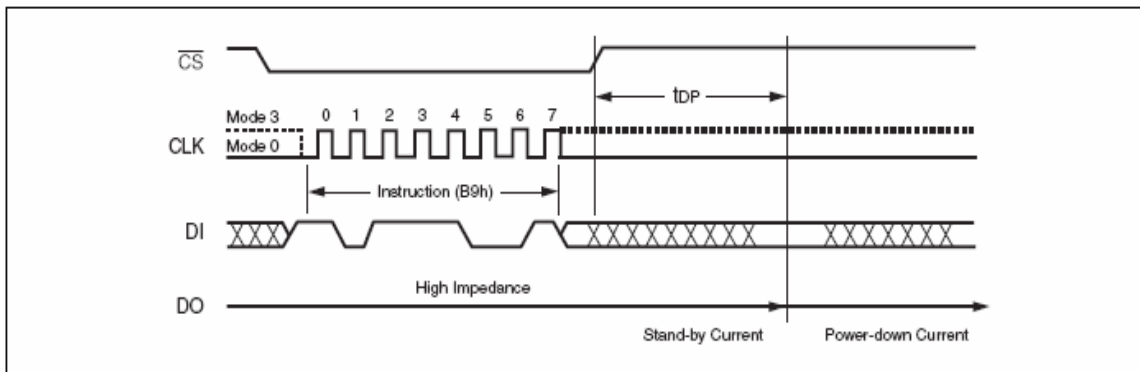 CS
tDP
Mode 3
0 1 2 3 4 5 6 7
CLK
Mode 0
Instruction (B9h)
DI
High Impedance
DO
Stand-by Current
Power-down Current